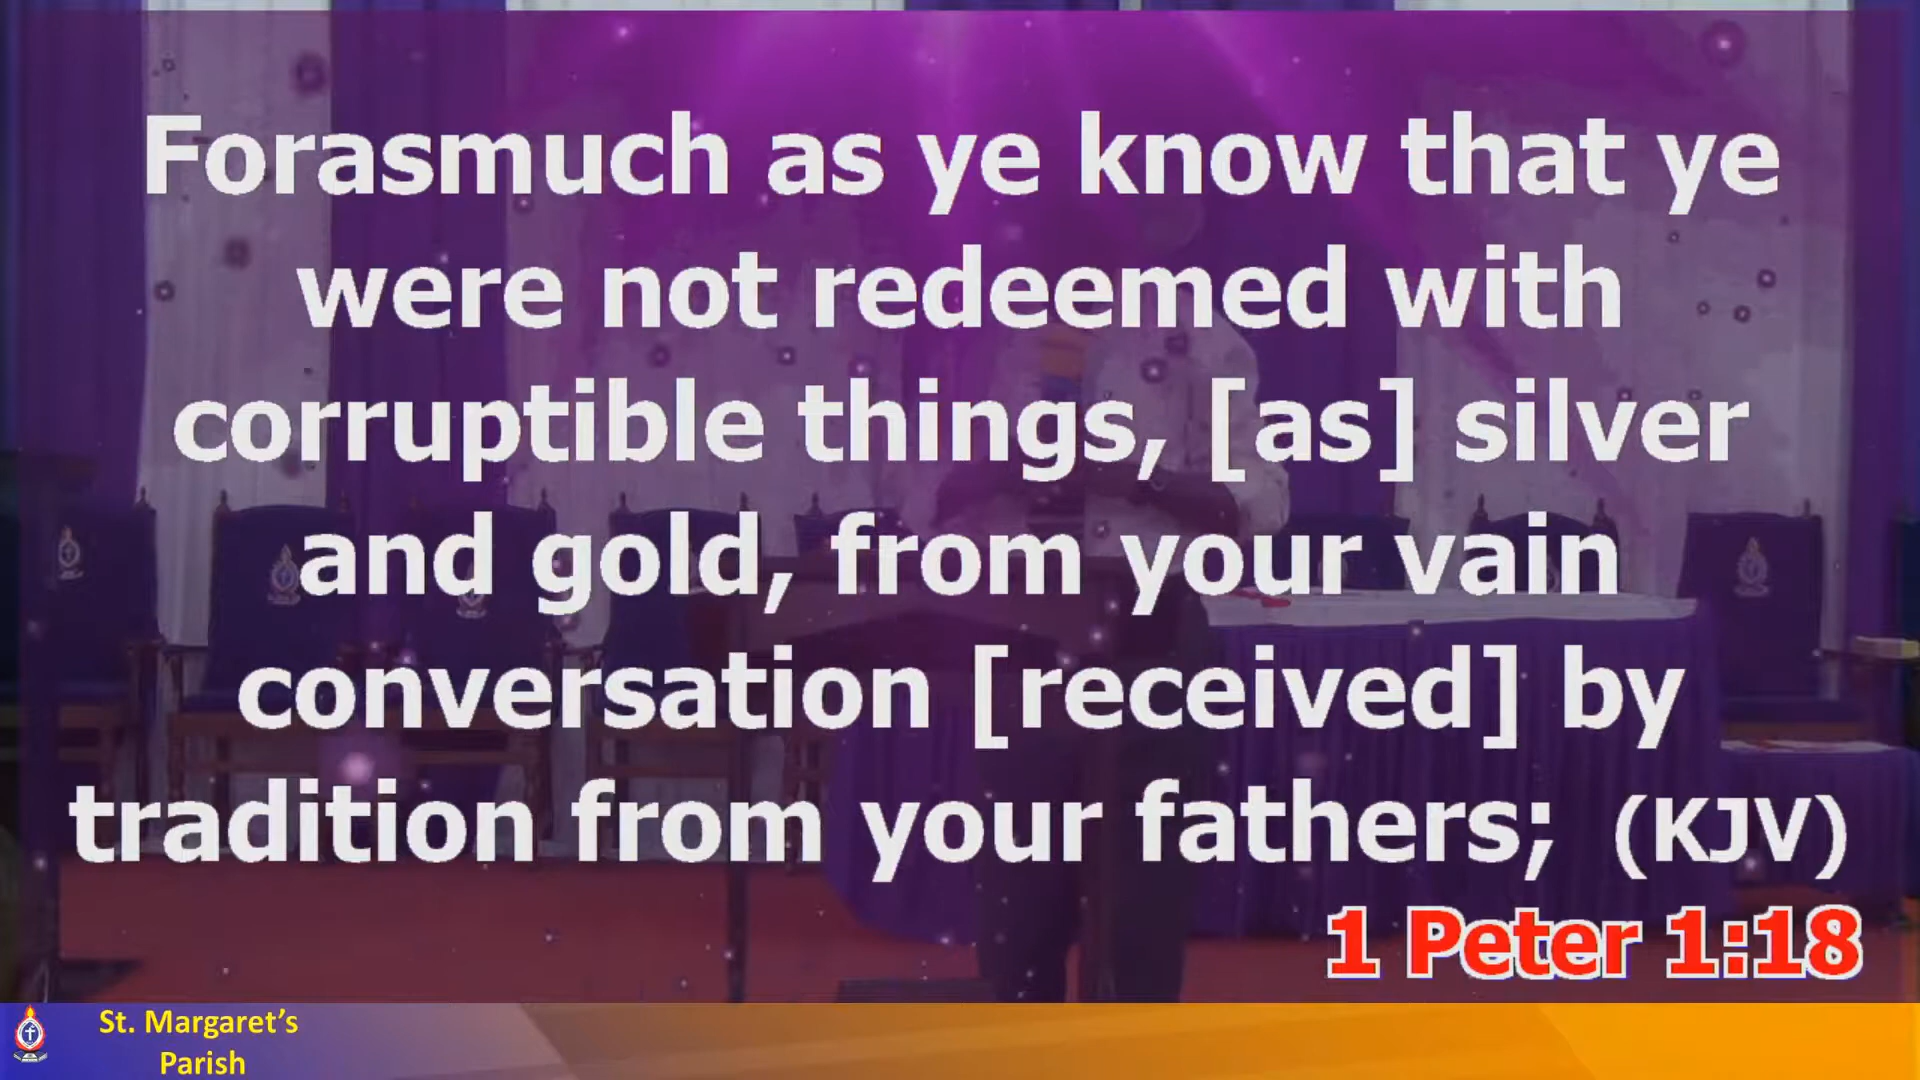 Forasmuch as ye know that ye
were not redeemed with
corruptible things, [as] silver
and gold, from your vain
conversation [received] by
tradition from your fathers; (KJV)
1 Peter 1:18
St. Margaret’s
Parish